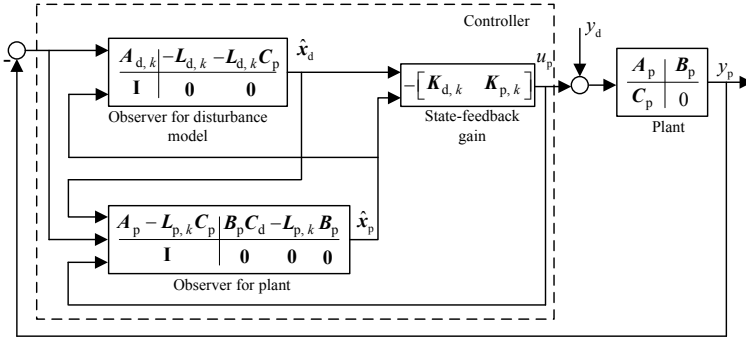 Controller
-
A_d,k | -L_d,k -L_d,k C_p
I | 0 0
x̂_d
Observer for disturbance
model
-[K_d,k K_p,k]
State-feedback
gain
u_p
y_d
A_p | B_p
C_p | 0
Plant
y_p
A_p - L_p,k C_p | B_p C_d -L_p,k B_p
I | 0 0 0
x̂_p
Observer for plant